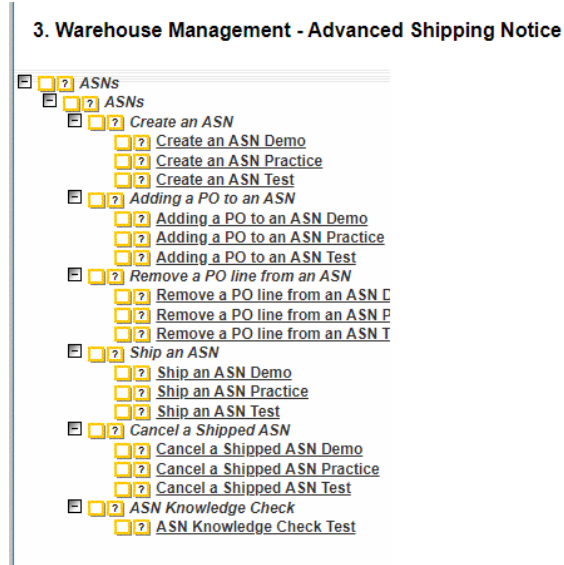 3. Warehouse Management - Advanced Shipping Notice
? ASNs
? ASNs
? Create an ASN
? Create an ASN Demo
? Create an ASN Practice
? Create an ASN Test
? Adding a PO to an ASN
? Adding a PO to an ASN Demo
? Adding a PO to an ASN Practice
? Adding a PO to an ASN Test
? Remove a PO line from an ASN
? Remove a PO line from an ASN D
? Remove a PO line from an ASN P
? Remove a PO line from an ASN T
? Ship an ASN
? Ship an ASN Demo
? Ship an ASN Practice
? Ship an ASN Test
? Cancel a Shipped ASN
? Cancel a Shipped ASN Demo
? Cancel a Shipped ASN Practice
? Cancel a Shipped ASN Test
? ASN Knowledge Check
? ASN Knowledge Check Test